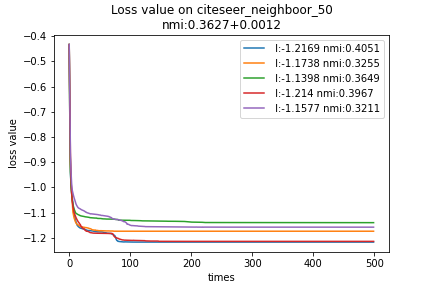 Loss value on citeseer_neighboor_50
nmi:0.3627+0.0012
l:-1.2169 nmi:0.4051
l:-1.1738 nmi:0.3255
l:-1.1398 nmi:0.3649
l:-1.214 nmi:0.3967
l:-1.1577 nmi:0.3211
loss value
−0.4
−0.5
−0.6
−0.7
−0.8
−0.9
−1.0
−1.1
−1.2
0
100
200
300
400
500
times